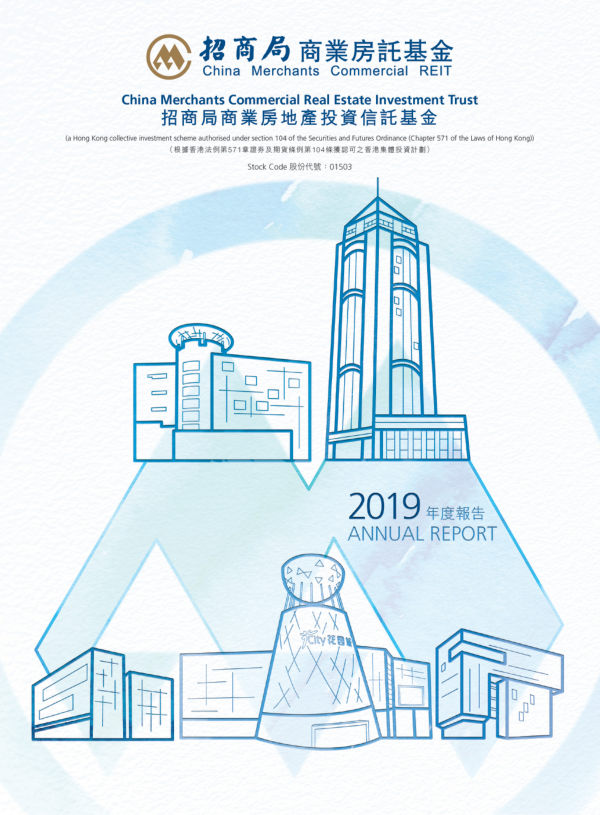 招商局 商業房託基金
China Merchants Commercial REIT
China Merchants Commercial Real Estate Investment Trust
招商局商業房地產投資信託基金
(a Hong Kong collective investment scheme authorised under section 104 of the Securities and Futures Ordinance (Chapter 571 of the Laws of Hong Kong))
（根據香港法例第571章證券及期貨條例第104條獲認可之香港集體投資計劃）
Stock Code 股份代號：01503
2019 年度報告
ANNUAL REPORT
City 花園城